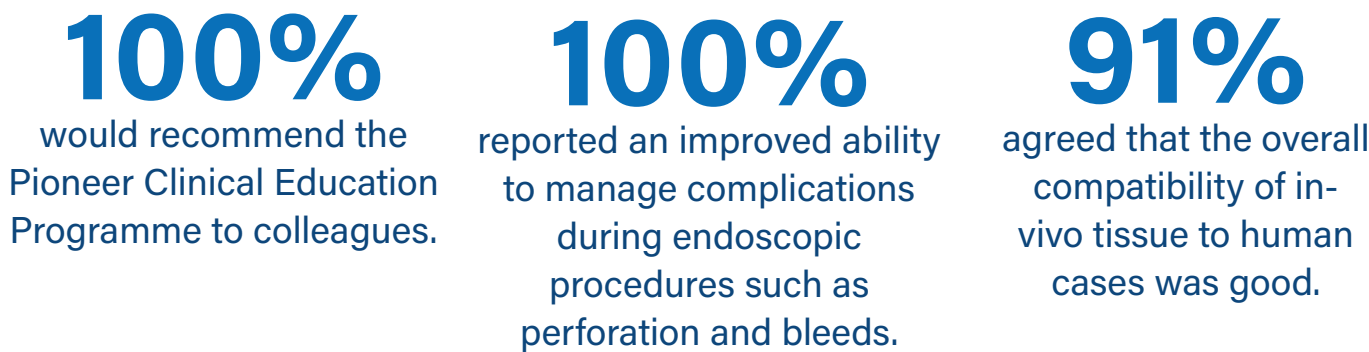 100%
would recommend the
Pioneer Clinical Education
Programme to colleagues.
100%
reported an improved ability
to manage complications
during endoscopic
procedures such as
perforation and bleeds.
91%
agreed that the overall
compatibility of in-
vivo tissue to human
cases was good.